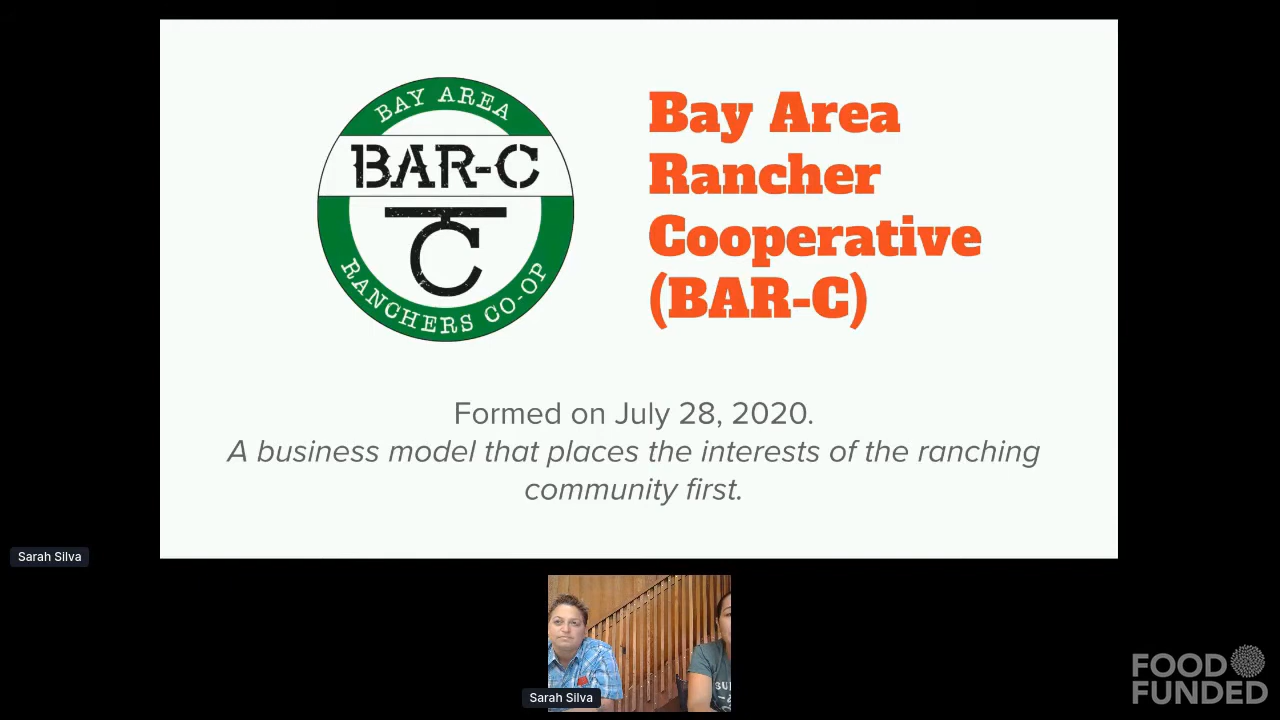 BAY AREA
BAR-C
C
RANCHERS CO-OP
Bay Area
Rancher
Cooperative
(BAR-C)
Formed on July 28, 2020.
A business model that places the interests of the ranching
community first.
Sarah Silva
Sarah Silva
FOOD
FUNDED